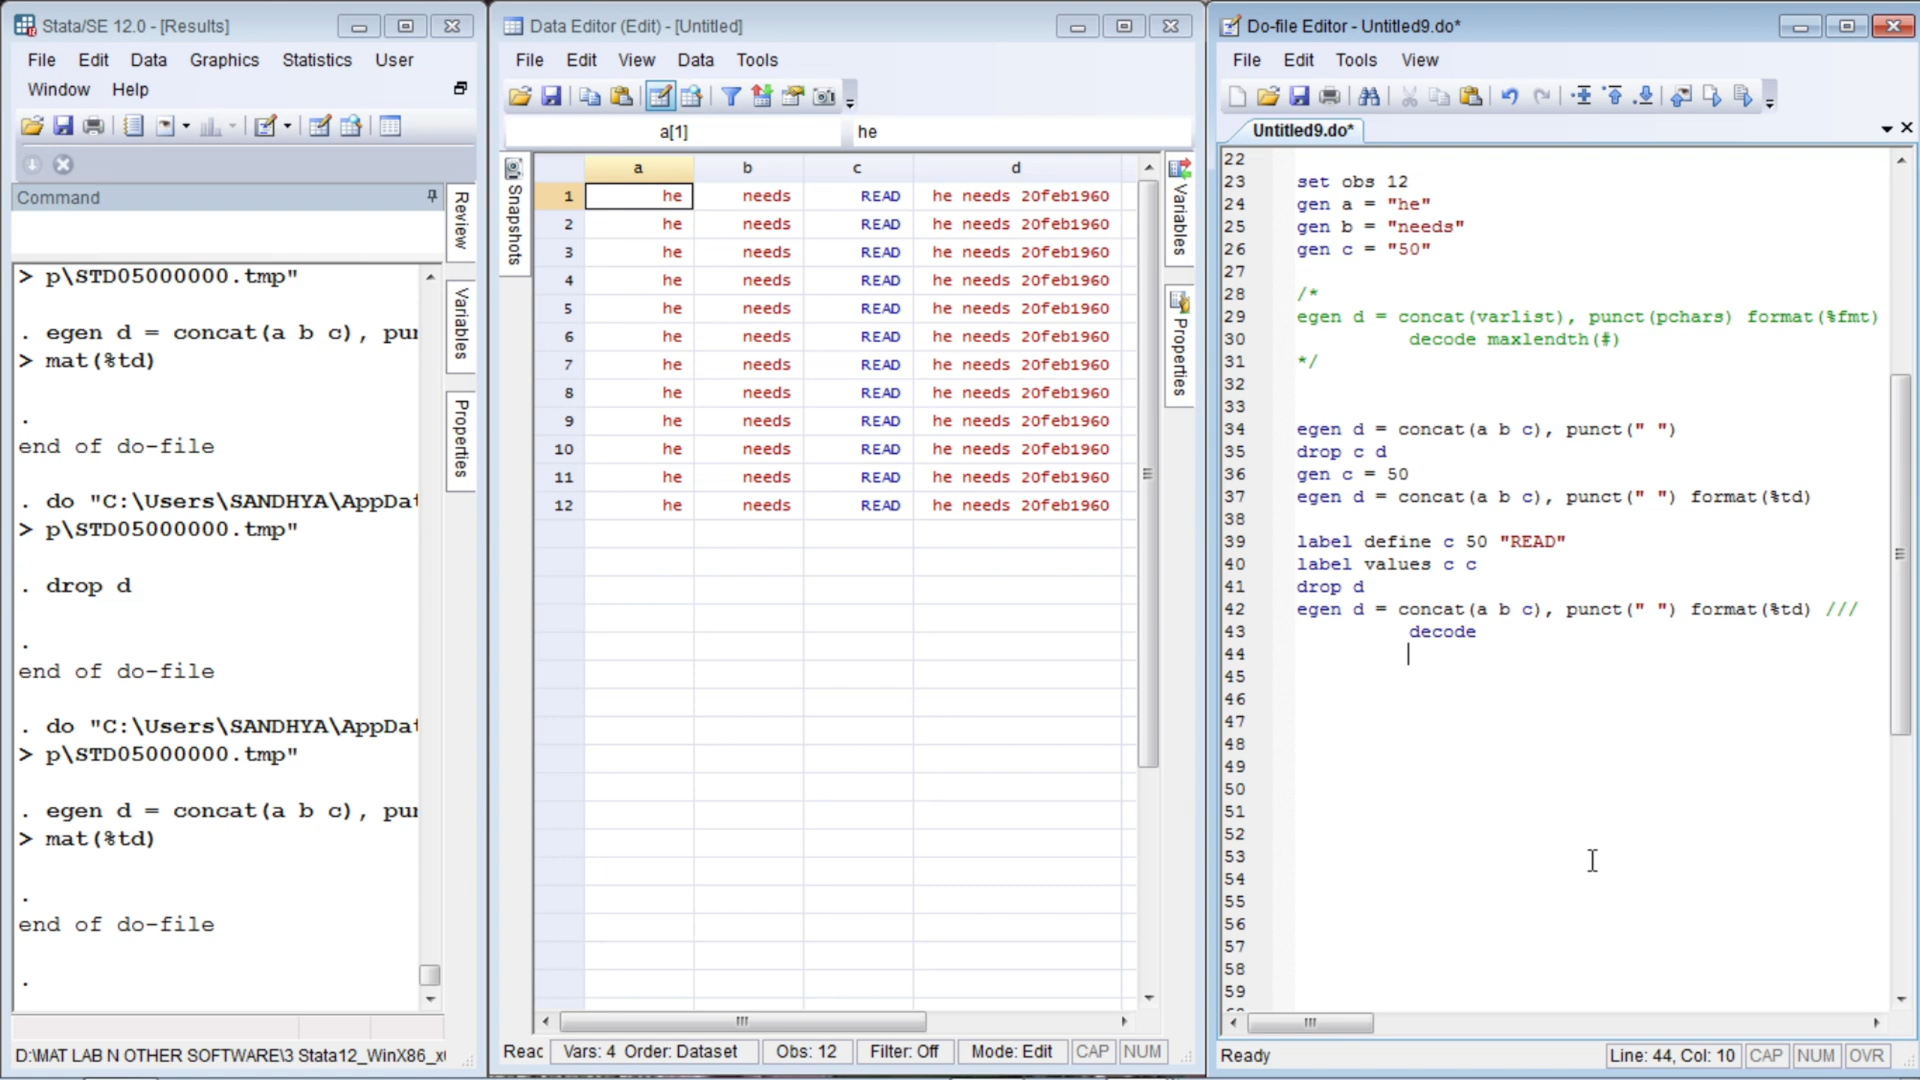 Stata/SE 12.0 - [Results]
File Edit Data Graphics Statistics User
Window Help
Command
Review
Variables
Properties
> p\STD05000000.tmp"
. egen d = concat(a b c), pun
> mat(%td)
.
end of do-file
. do "C:\Users\SANDHYA\AppDat
> p\STD05000000.tmp"
. drop d
.
end of do-file
. do "C:\Users\SANDHYA\AppDat
> p\STD05000000.tmp"
. egen d = concat(a b c), pun
> mat(%td)
.
end of do-file
.
D:\MAT LAB N OTHER SOFTWARE\3 Stata12_WinX86_x
Data Editor (Edit) - [Untitled]
File Edit View Data Tools
a[1] he
Snapshots
Variables
Properties
a b c d
1 he needs READ he needs 20feb1960
2 he needs READ he needs 20feb1960
3 he needs READ he needs 20feb1960
4 he needs READ he needs 20feb1960
5 he needs READ he needs 20feb1960
6 he needs READ he needs 20feb1960
7 he needs READ he needs 20feb1960
8 he needs READ he needs 20feb1960
9 he needs READ he needs 20feb1960
10 he needs READ he needs 20feb1960
11 he needs READ he needs 20feb1960
12 he needs READ he needs 20feb1960
Reac Vars: 4 Order: Dataset Obs: 12 Filter: Off Mode: Edit CAP NUM
Do-file Editor - Untitled9.do*
File Edit Tools View
Untitled9.do*
22
23 set obs 12
24 gen a = "he"
25 gen b = "needs"
26 gen c = "50"
27
28 /*
29 egen d = concat(varlist), punct(pchars) format(%fmt)
30 decode maxlendth(#)
31 */
32
33
34 egen d = concat(a b c), punct(" ")
35 drop c d
36 gen c = 50
37 egen d = concat(a b c), punct(" ") format(%td)
38
39 label define c 50 "READ"
40 label values c c
41 drop d
42 egen d = concat(a b c), punct(" ") format(%td) ///
43 decode
44
45
46
47
48
49
50
51
52
53
54
55
56
57
58
59
Ready Line: 44, Col: 10 CAP NUM OVR